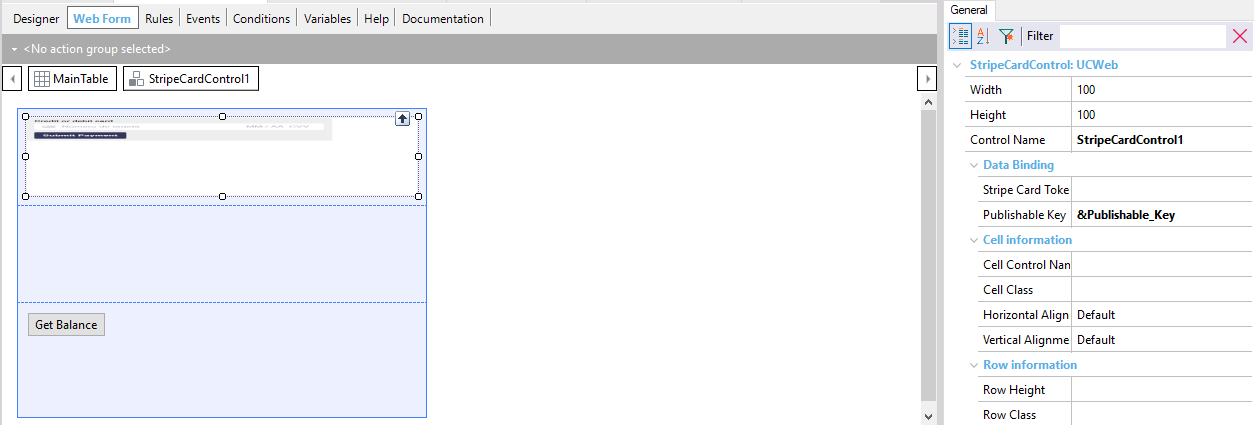 Designer Web Form Rules Events Conditions Variables Help Documentation
<No action group selected>
MainTable StripeCardControl1
Credit or debit card
MM / AA CVV
Submit Payment
Get Balance
General
Filter
StripeCardControl: UCWeb
Width 100
Height 100
Control Name StripeCardControl1
Data Binding
Stripe Card Toke
Publishable Key &Publishable_Key
Cell information
Cell Control Nan
Cell Class
Horizontal Align Default
Vertical Alignme Default
Row information
Row Height
Row Class